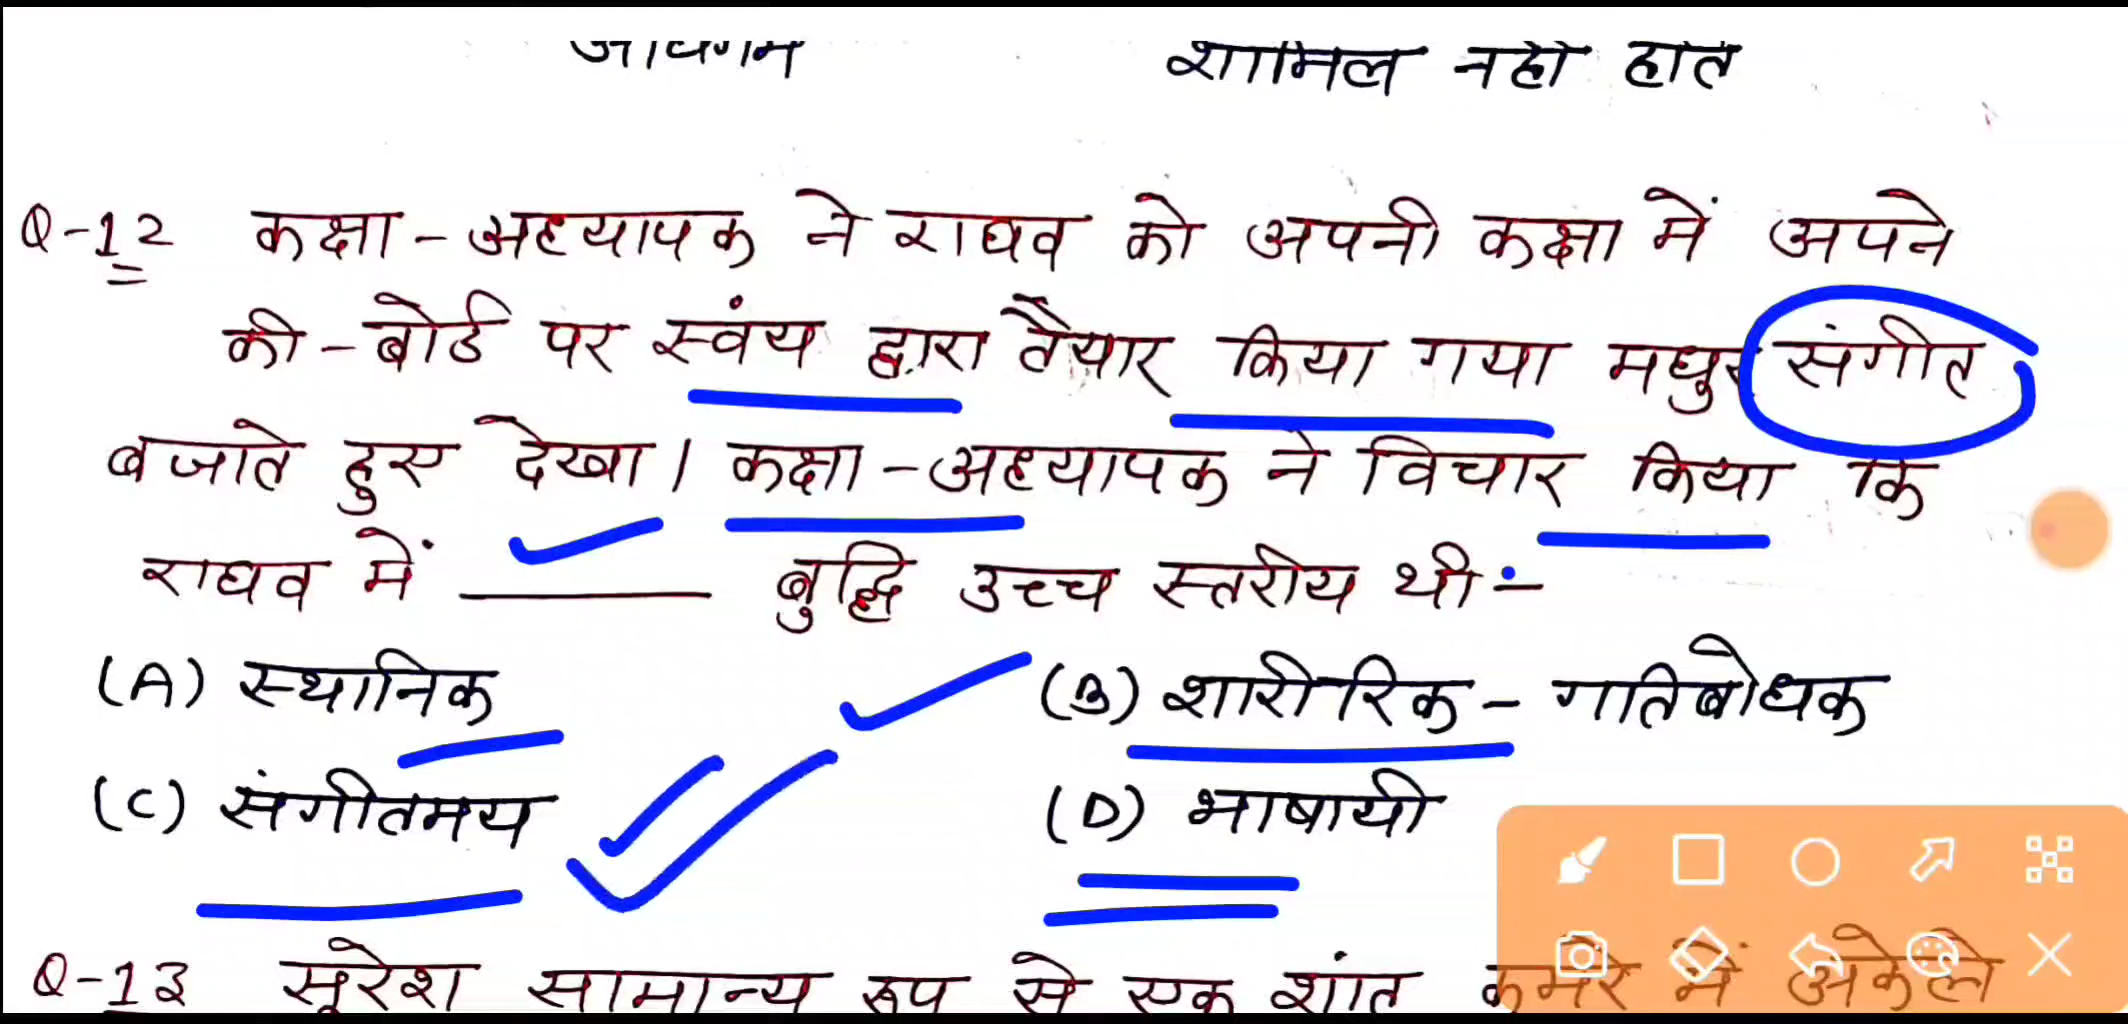 शामिल नही होते
Q-12 कक्षा-अध्यापक ने राघव को अपनी कक्षा में अपने
की-बोर्ड पर स्वंय द्वारा तैयार किया गया मधुर संगीत
बजाते हुए देखा। कक्षा-अध्यापक ने विचार किया कि
राघव में ______ बुद्धि उच्च स्तरीय थी:-
(A) स्थानिक (B) शारीरिक-गतिबोधक
(C) संगीतमय (D) भाषायी
Q-13 सुरेश सामान्य रूप से एक शांत कमरे में अकेले